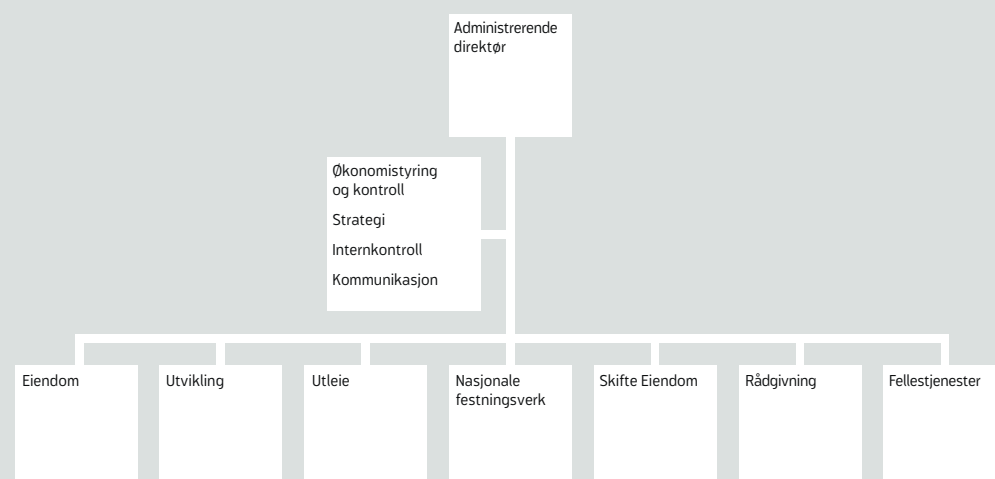 Administrerende
direktør
Økonomistyring
og kontroll
Strategi
Internkontroll
Kommunikasjon
Eiendom
Utvikling
Utleie
Nasjonale
festningsverk
Skifte Eiendom
Rådgivning
Fellestjenester